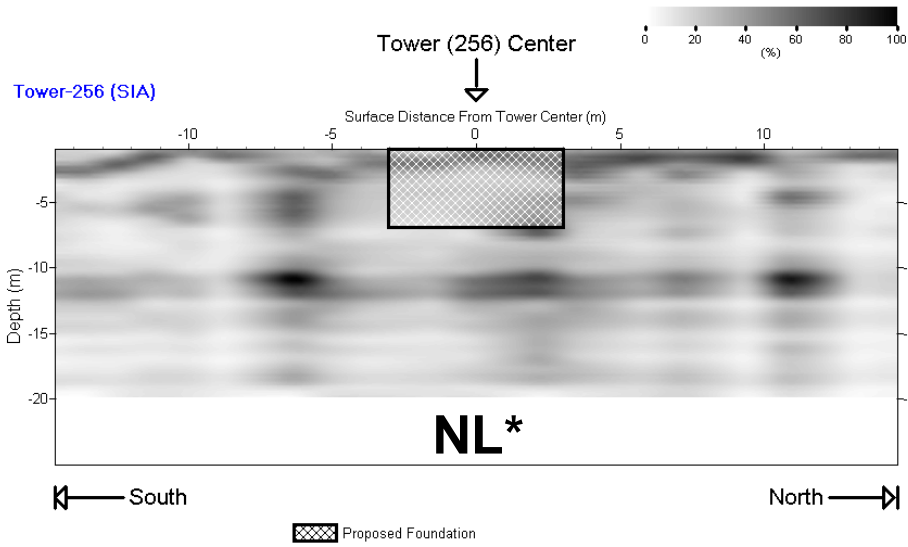 0 20 40 60 80 100
(%)
Tower (256) Center
Tower-256 (SIA)
Surface Distance From Tower Center (m)
-10 -5 0 5 10
-5
-10
-15
-20
Depth (m)
NL*
South
North
Proposed Foundation